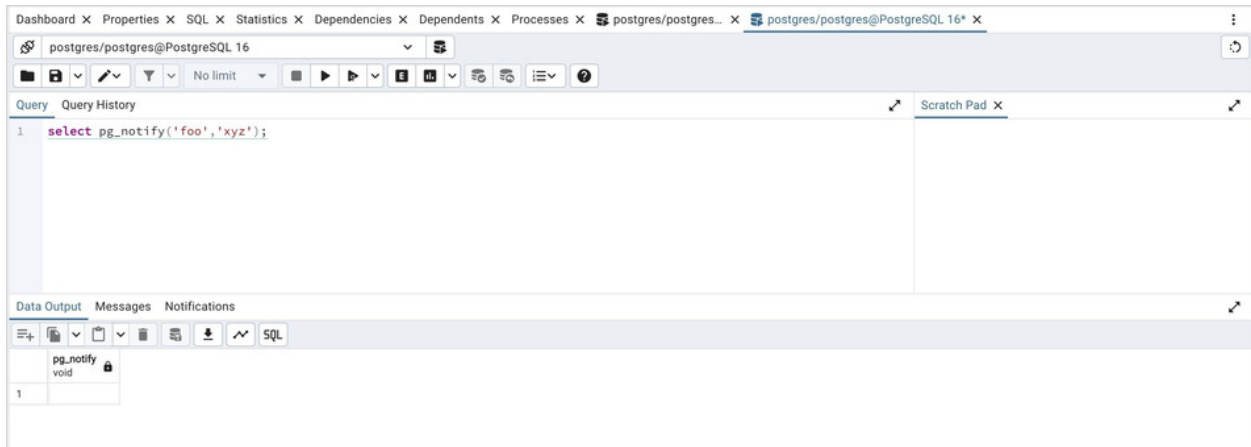 Dashboard X Properties X SQL X Statistics X Dependencies X Dependents X Processes X postgres/postgres... X postgres/postgres@PostgreSQL 16* X
postgres/postgres@PostgreSQL 16
No limit
E
Query Query History
Scratch Pad X
1 select pg_notify('foo','xyz');
Data Output Messages Notifications
SQL
pg_notify
void
1